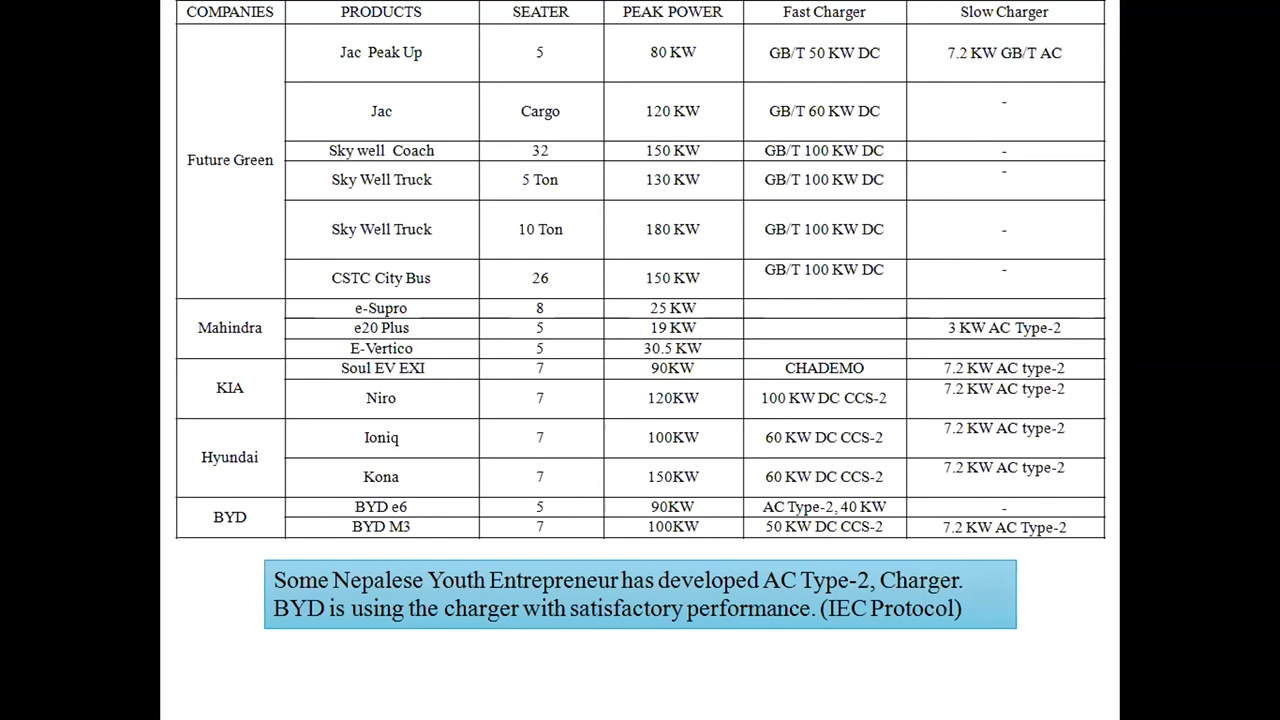 COMPANIES PRODUCTS SEATER PEAK POWER Fast Charger Slow Charger
Future Green
Jac Peak Up 5 80 KW GB/T 50 KW DC 7.2 KW GB/T AC
Jac Cargo 120 KW GB/T 60 KW DC -
Sky well Coach 32 150 KW GB/T 100 KW DC -
Sky Well Truck 5 Ton 130 KW GB/T 100 KW DC -
Sky Well Truck 10 Ton 180 KW GB/T 100 KW DC -
CSTC City Bus 26 150 KW GB/T 100 KW DC -
Mahindra
e-Supro 8 25 KW
e20 Plus 5 19 KW 3 KW AC Type-2
E-Vertico 5 30.5 KW
KIA
Soul EV EXI 7 90KW CHADEMO 7.2 KW AC type-2
Niro 7 120KW 100 KW DC CCS-2 7.2 KW AC type-2
Hyundai
Ioniq 7 100KW 60 KW DC CCS-2 7.2 KW AC type-2
Kona 7 150KW 60 KW DC CCS-2 7.2 KW AC type-2
BYD
BYD e6 5 90KW AC Type-2, 40 KW -
BYD M3 7 100KW 50 KW DC CCS-2 7.2 KW AC Type-2
Some Nepalese Youth Entrepreneur has developed AC Type-2, Charger.
BYD is using the charger with satisfactory performance. (IEC Protocol)